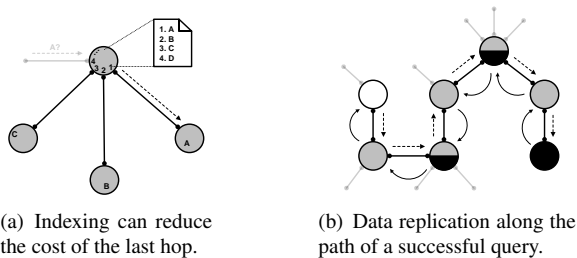 A?
1. A
2. B
3. C
4. D
4
3 2 1
C
A
B
(a) Indexing can reduce
the cost of the last hop.
(b) Data replication along the
path of a successful query.